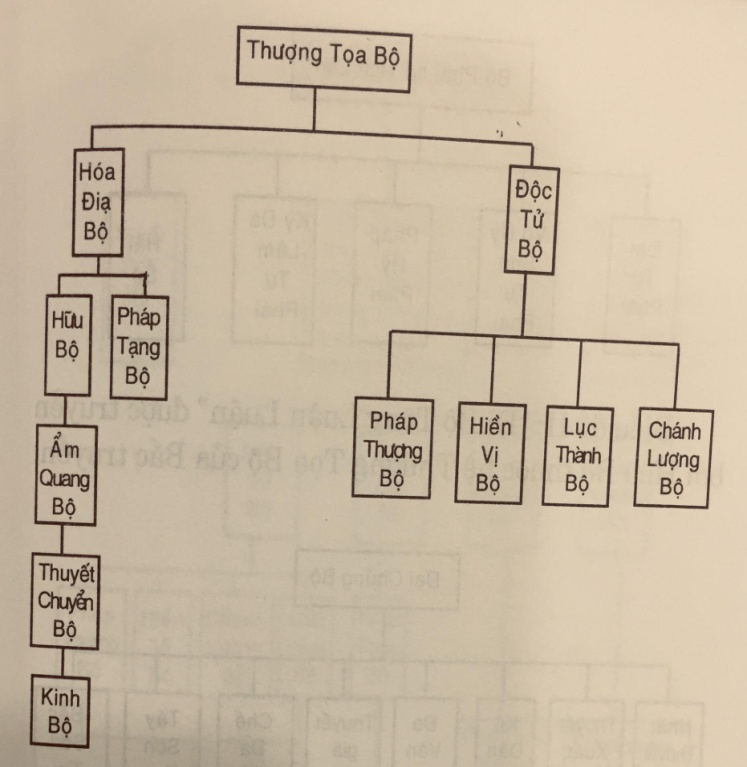 Thượng Tọa Bộ
Hóa
Điạ
Bộ
Độc
Tử
Bộ
Hữu
Bộ
Pháp
Tạng
Bộ
Pháp
Thượng
Bộ
Hiền
Vị
Bộ
Lục
Thành
Bộ
Chánh
Lượng
Bộ
Ẩm
Quang
Bộ
Thuyết
Chuyển
Bộ
Kinh
Bộ